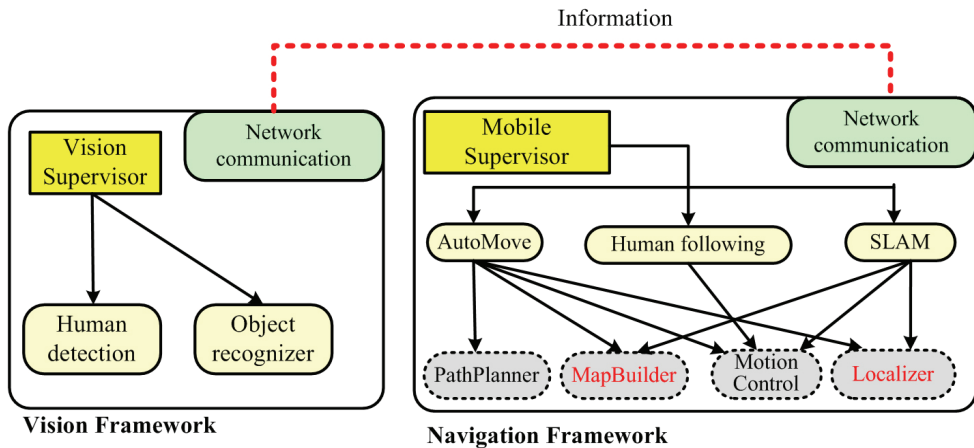 Information
Network
communication
Vision
Supervisor
Human
detection
Object
recognizer
Vision Framework
Mobile
Supervisor
Network
communication
AutoMove
Human following
SLAM
PathPlanner
MapBuilder
Motion
Control
Localizer
Navigation Framework